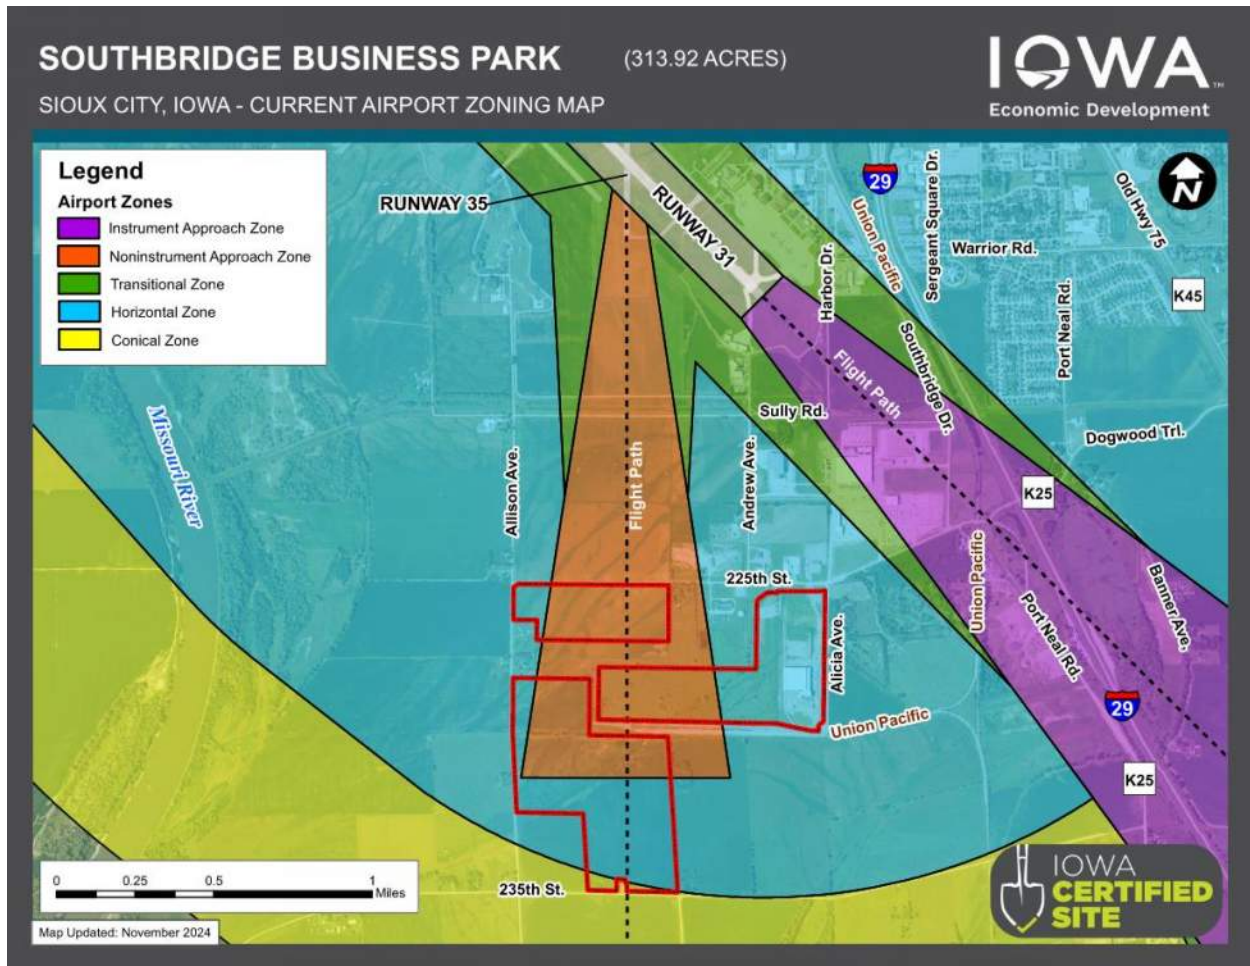 SOUTHBRIDGE BUSINESS PARK (313.92 ACRES)
SIOUX CITY, IOWA - CURRENT AIRPORT ZONING MAP
IOWA TM
Economic Development
Legend
Airport Zones
Instrument Approach Zone
Noninstrument Approach Zone
Transitional Zone
Horizontal Zone
Conical Zone
N
RUNWAY 35
RUNWAY 31
29
Union Pacific
Sergeant Square Dr.
Old Hwy 75
Warrior Rd.
K45
Harbor Dr.
Port Neal Rd.
Southbridge Dr.
Flight Path
Sully Rd.
Dogwood Trl.
Missouri River
Allison Ave.
Flight Path
Andrew Ave.
K25
225th St.
Union Pacific
Port Neal Rd.
Banner Ave.
Alicia Ave.
Union Pacific
29
K25
235th St.
0 0.25 0.5 1
Miles
Map Updated: November 2024
IOWA
CERTIFIED
SITE